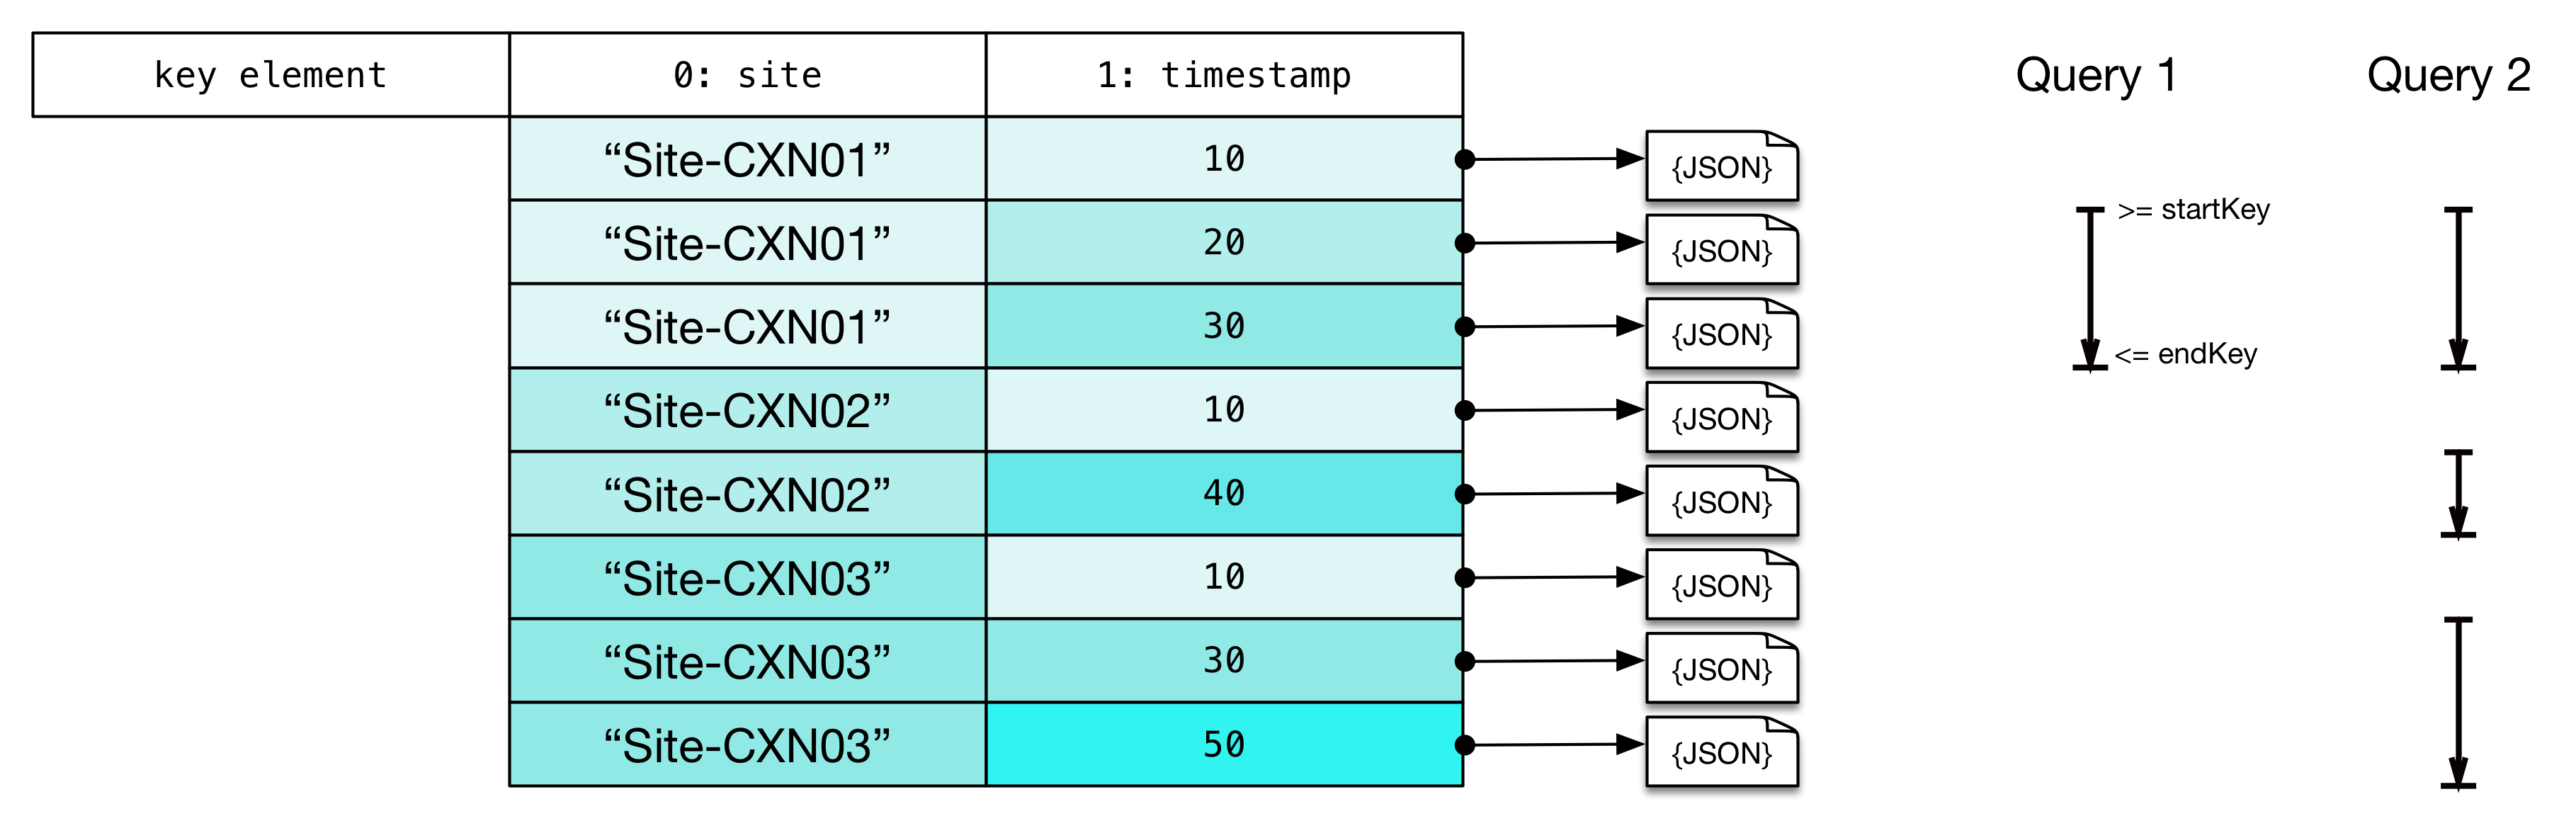 key element 0: site 1: timestamp Query 1 Query 2
“Site-CXN01” 10 {JSON}
>= startKey
“Site-CXN01” 20 {JSON}
“Site-CXN01” 30 {JSON}
<= endKey
“Site-CXN02” 10 {JSON}
“Site-CXN02” 40 {JSON}
“Site-CXN03” 10 {JSON}
“Site-CXN03” 30 {JSON}
“Site-CXN03” 50 {JSON}